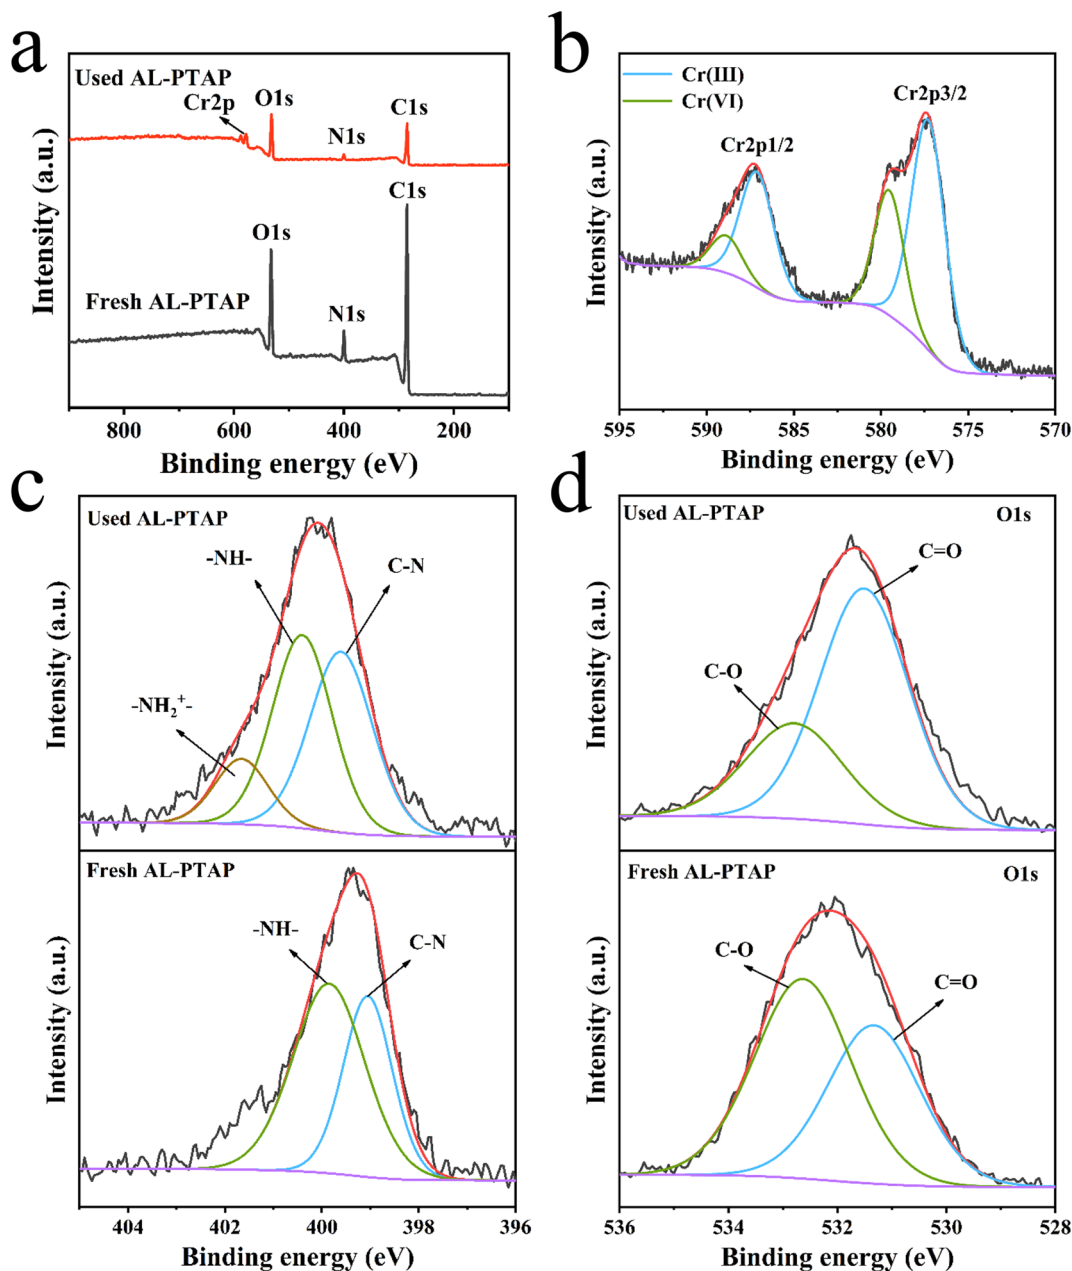 a
Used AL-PTAP
Cr2p
O1s
N1s
C1s
C1s
O1s
Fresh AL-PTAP
N1s
Intensity (a.u.)
800 600 400 200
Binding energy (eV)
b
Cr(III)
Cr(VI)
Cr2p3/2
Cr2p1/2
Intensity (a.u.)
595 590 585 580 575 570
Binding energy (eV)
c
Used AL-PTAP
-NH-
C-N
-NH₂⁺-
Intensity (a.u.)
Fresh AL-PTAP
-NH-
C-N
Intensity (a.u.)
404 402 400 398 396
Binding energy (eV)
d
Used AL-PTAP O1s
C=O
C-O
Intensity (a.u.)
Fresh AL-PTAP O1s
C-O
C=O
Intensity (a.u.)
536 534 532 530 528
Binding energy (eV)